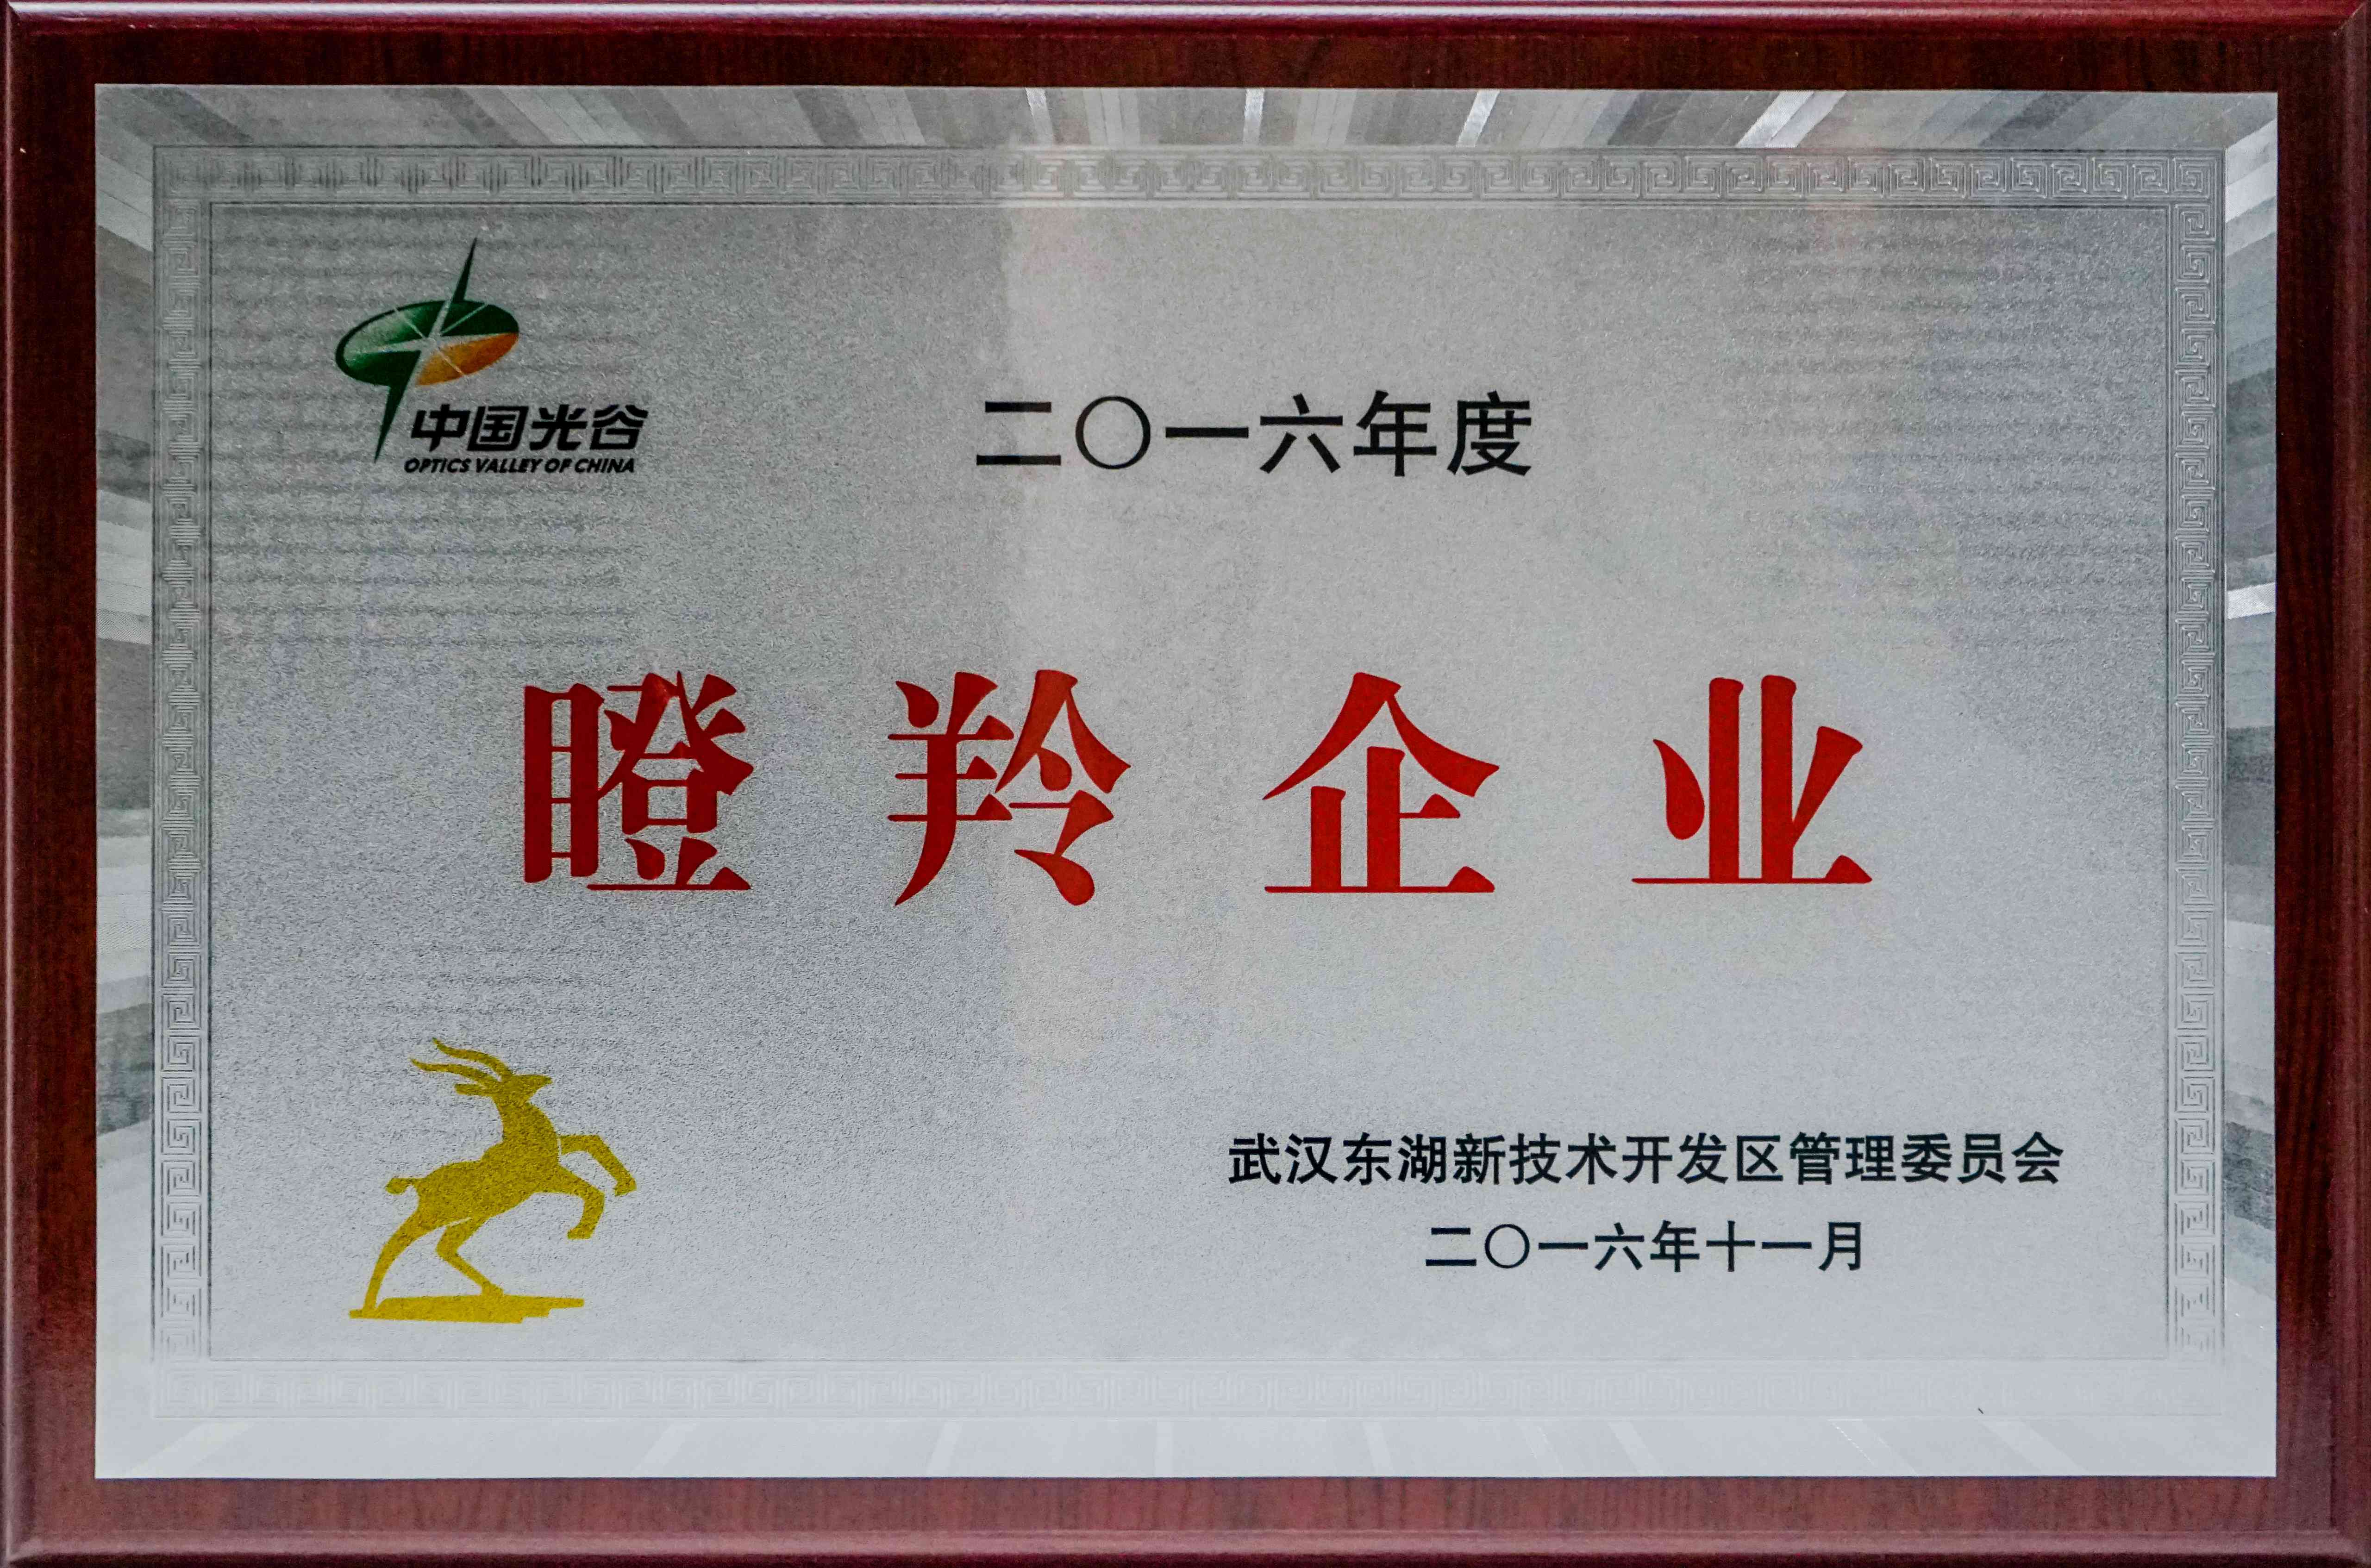 中国光谷
OPTICS VALLEY OF CHINA
二〇一六年度
瞪羚企业
武汉东湖新技术开发区管理委员会
二〇一六年十一月